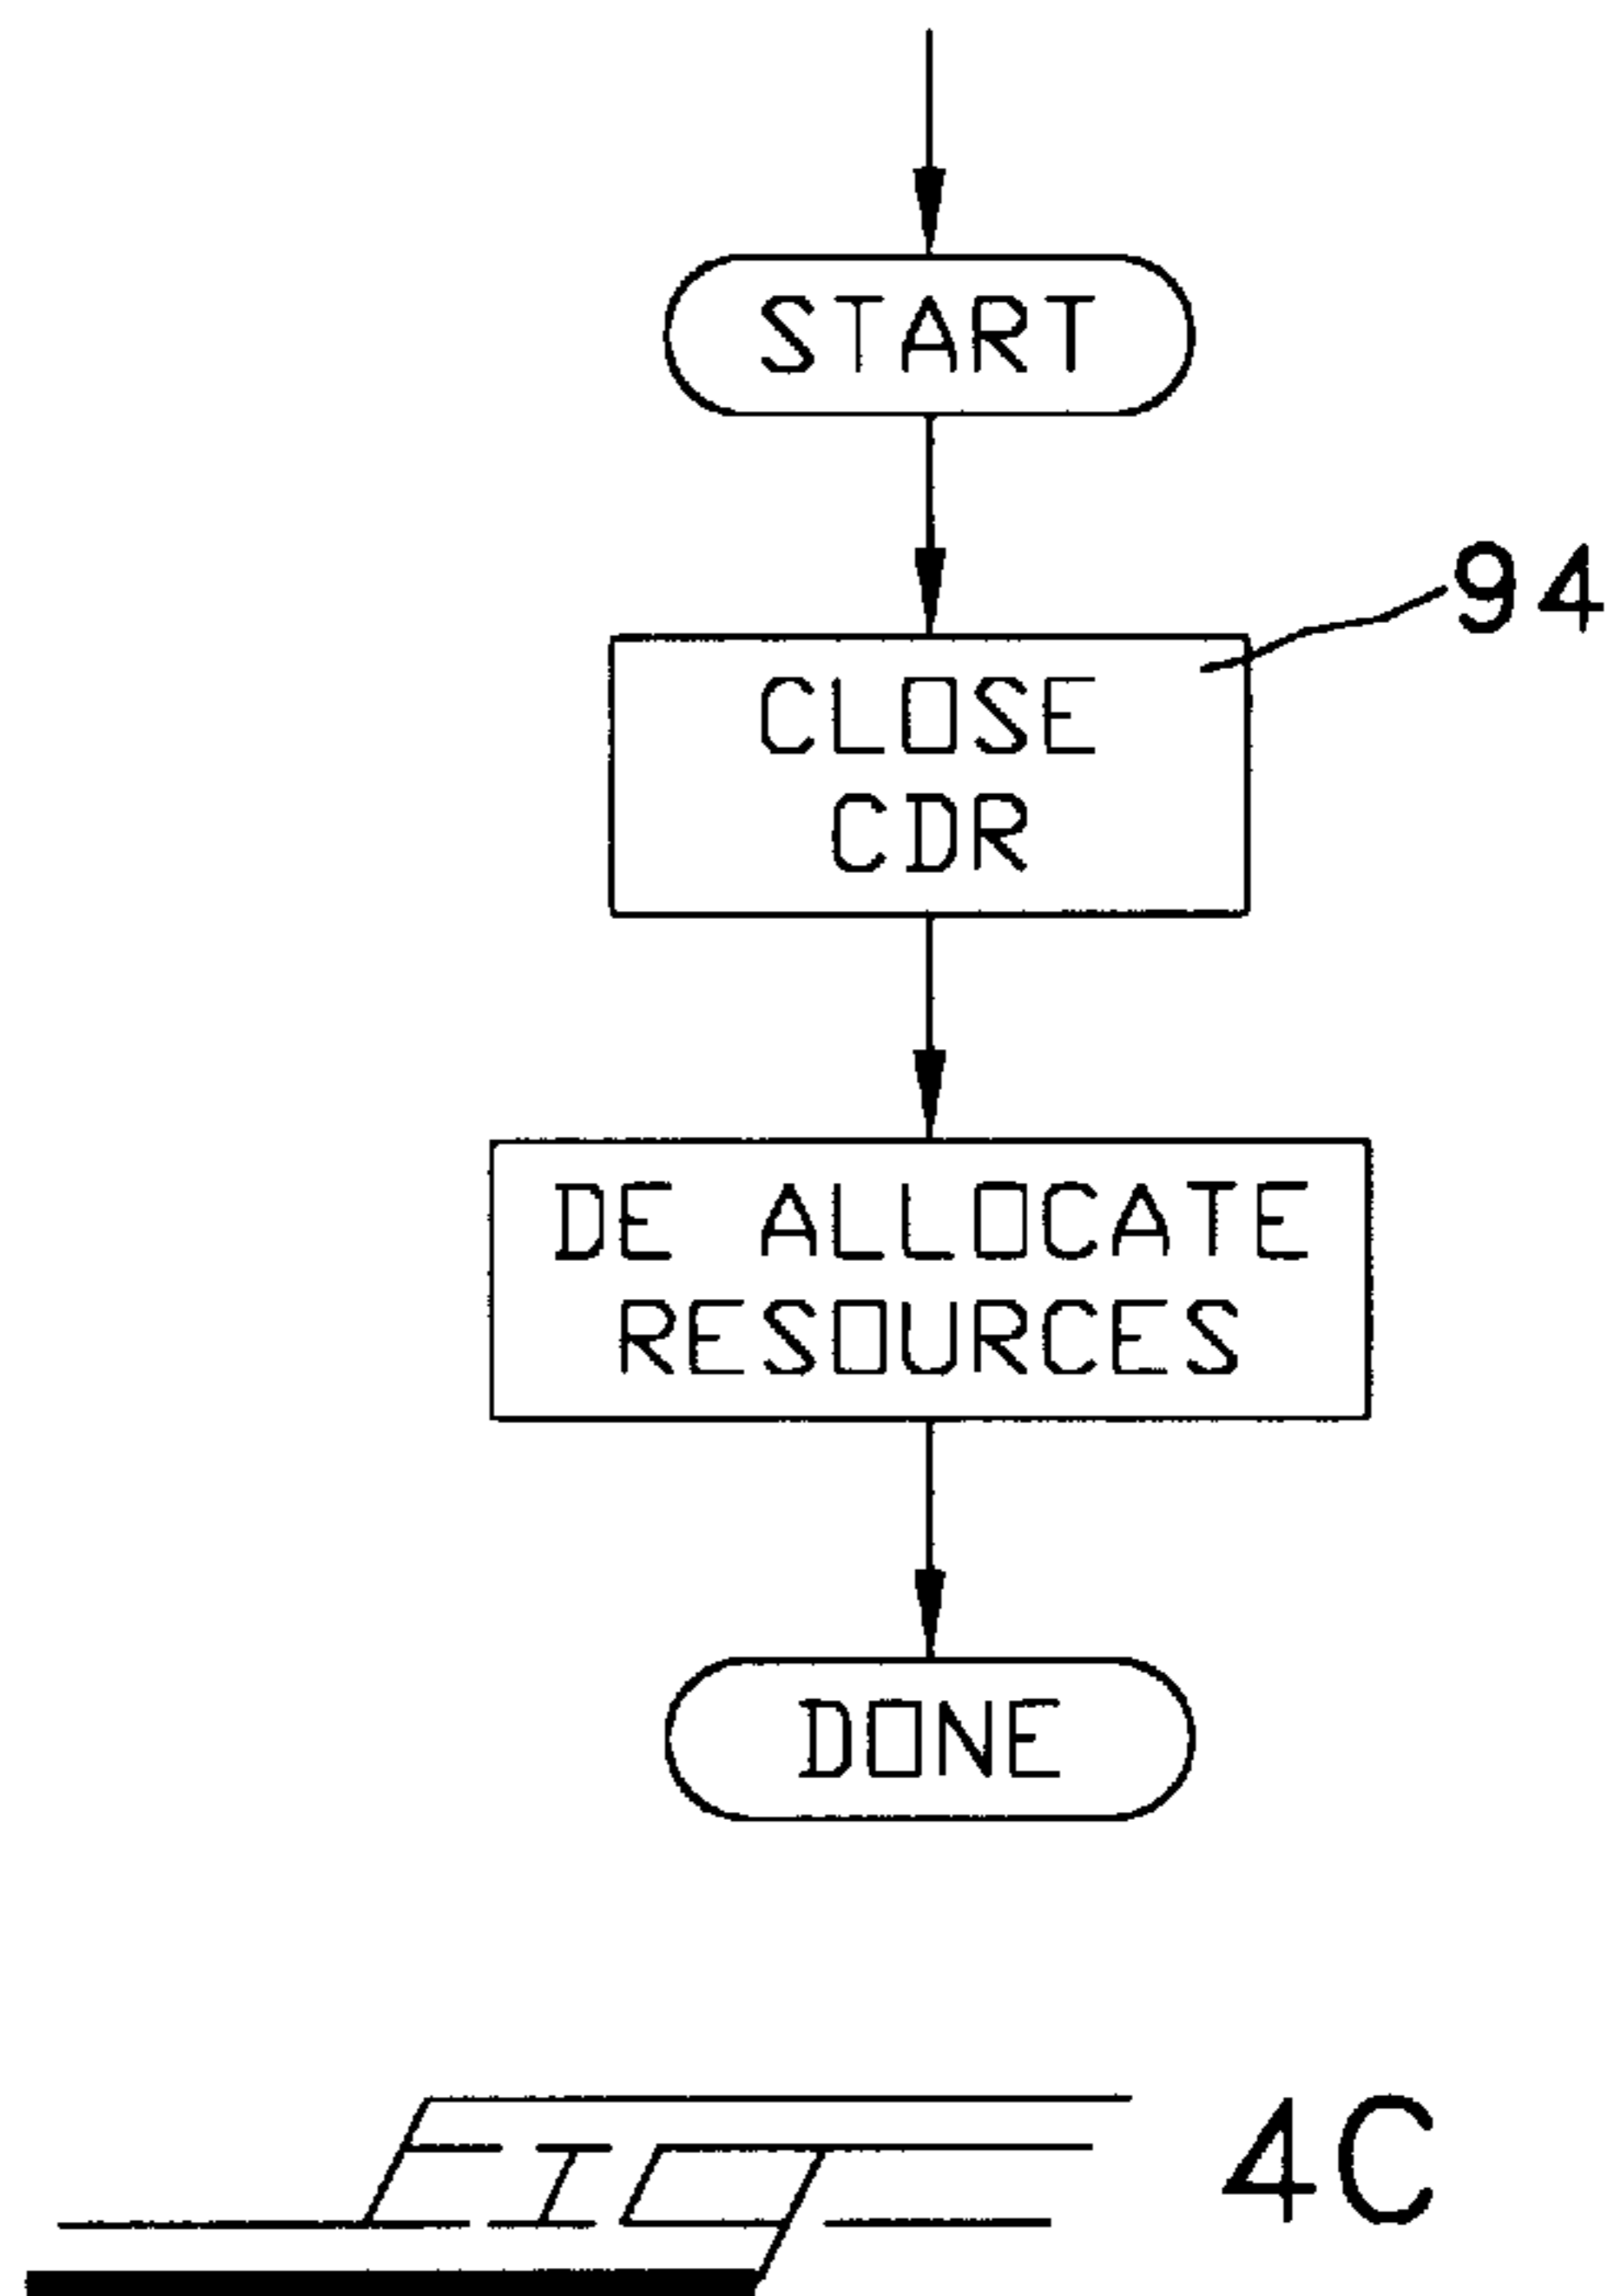 START
94
CLOSE
CDR
DE ALLOCATE
RESOURCES
DONE
FIG 4C